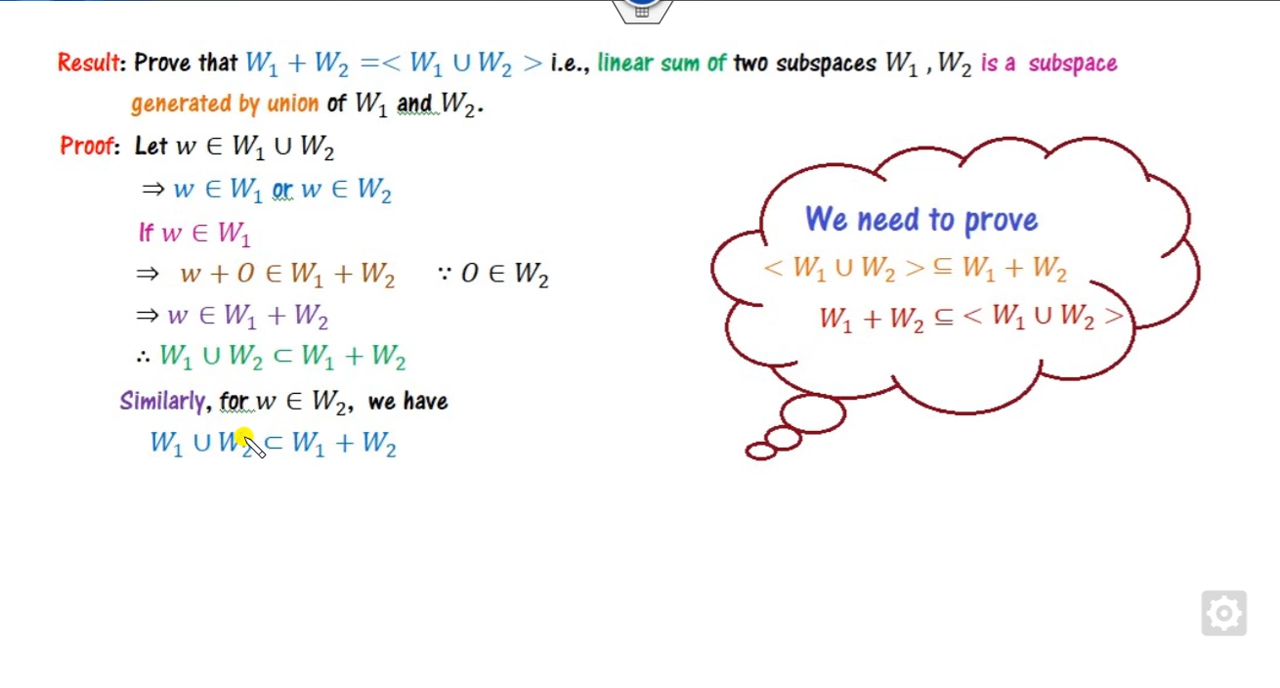 Result: Prove that W₁ + W₂ =< W₁ ∪ W₂ > i.e., linear sum of two subspaces W₁ , W₂ is a subspace
generated by union of W₁ and W₂.
Proof: Let w ∈ W₁ ∪ W₂
⇒ w ∈ W₁ or w ∈ W₂
If w ∈ W₁
⇒ w + 0 ∈ W₁ + W₂ ∵ 0 ∈ W₂
⇒ w ∈ W₁ + W₂
∴ W₁ ∪ W₂ ⊂ W₁ + W₂
Similarly, for w ∈ W₂, we have
W₁ ∪ W₂ ⊂ W₁ + W₂
We need to prove
< W₁ ∪ W₂ > ⊆ W₁ + W₂
W₁ + W₂ ⊆ < W₁ ∪ W₂ >